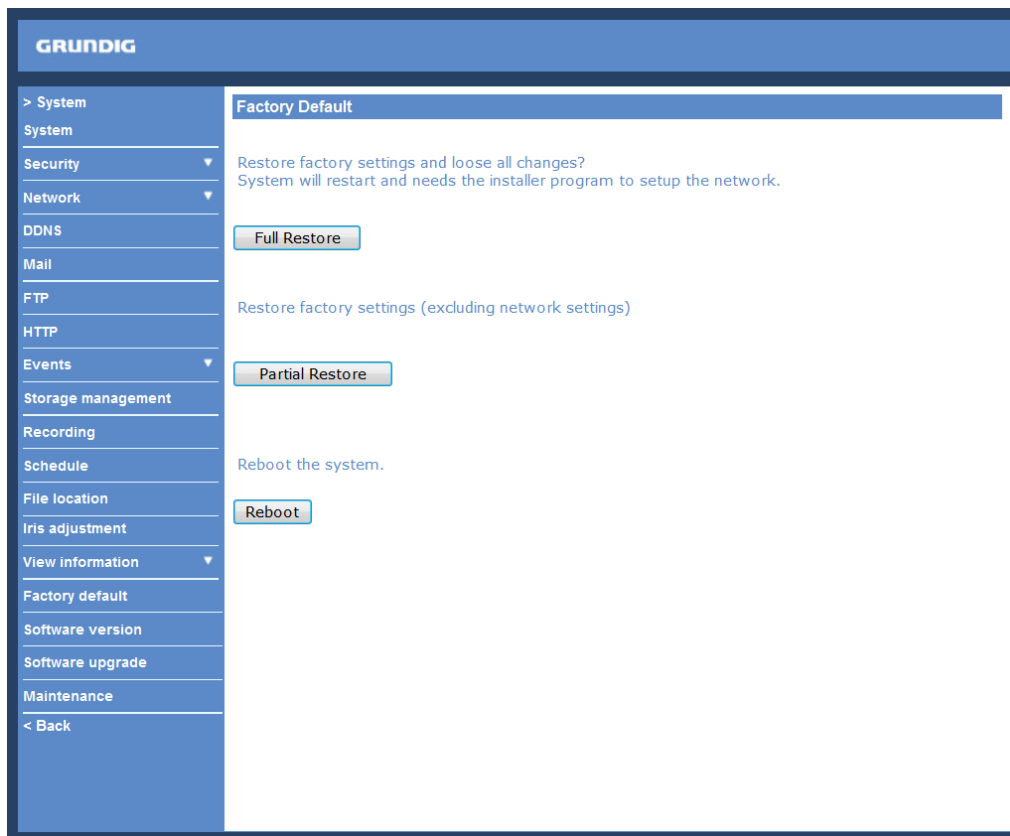 GRUNDIG
> System
System
Security
Network
DDNS
Mail
FTP
HTTP
Events
Storage management
Recording
Schedule
File location
Iris adjustment
View information
Factory default
Software version
Software upgrade
Maintenance
< Back
Factory Default
Restore factory settings and loose all changes?
System will restart and needs the installer program to setup the network.
Full Restore
Restore factory settings (excluding network settings)
Partial Restore
Reboot the system.
Reboot